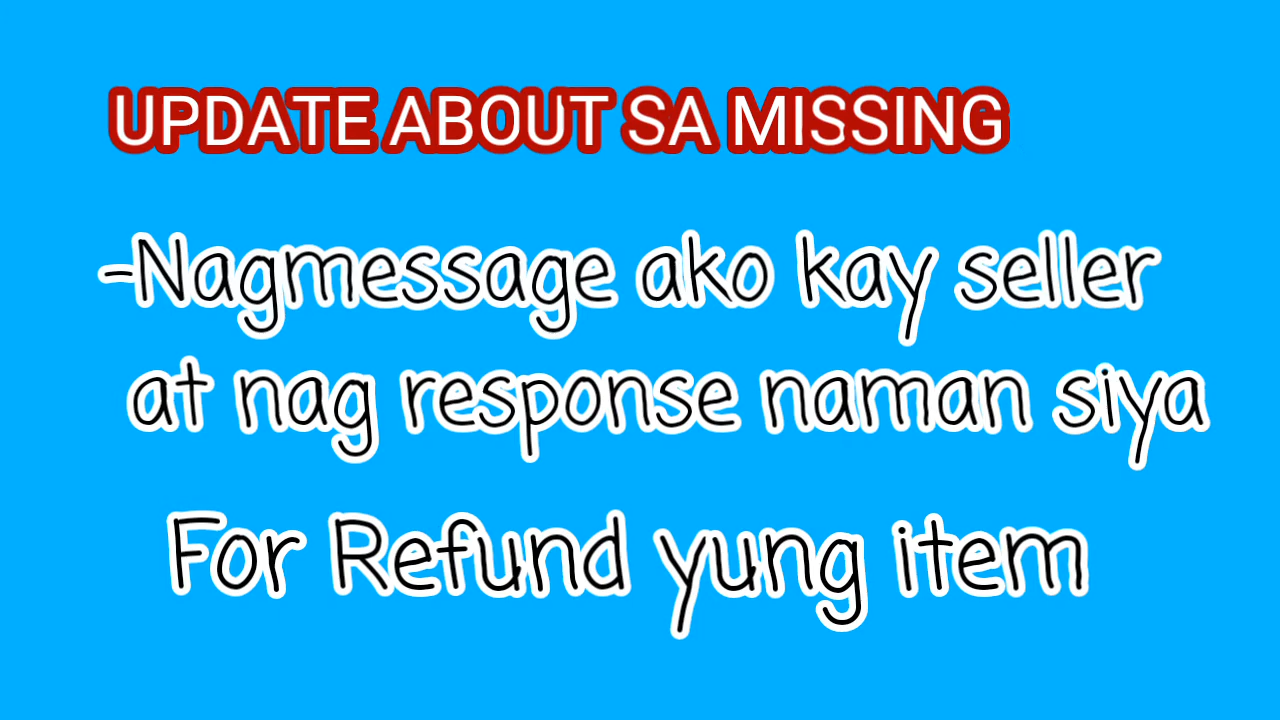 UPDATE ABOUT SA MISSING
-Nagmessage ako kay seller
at nag response naman siya
For Refund yung item